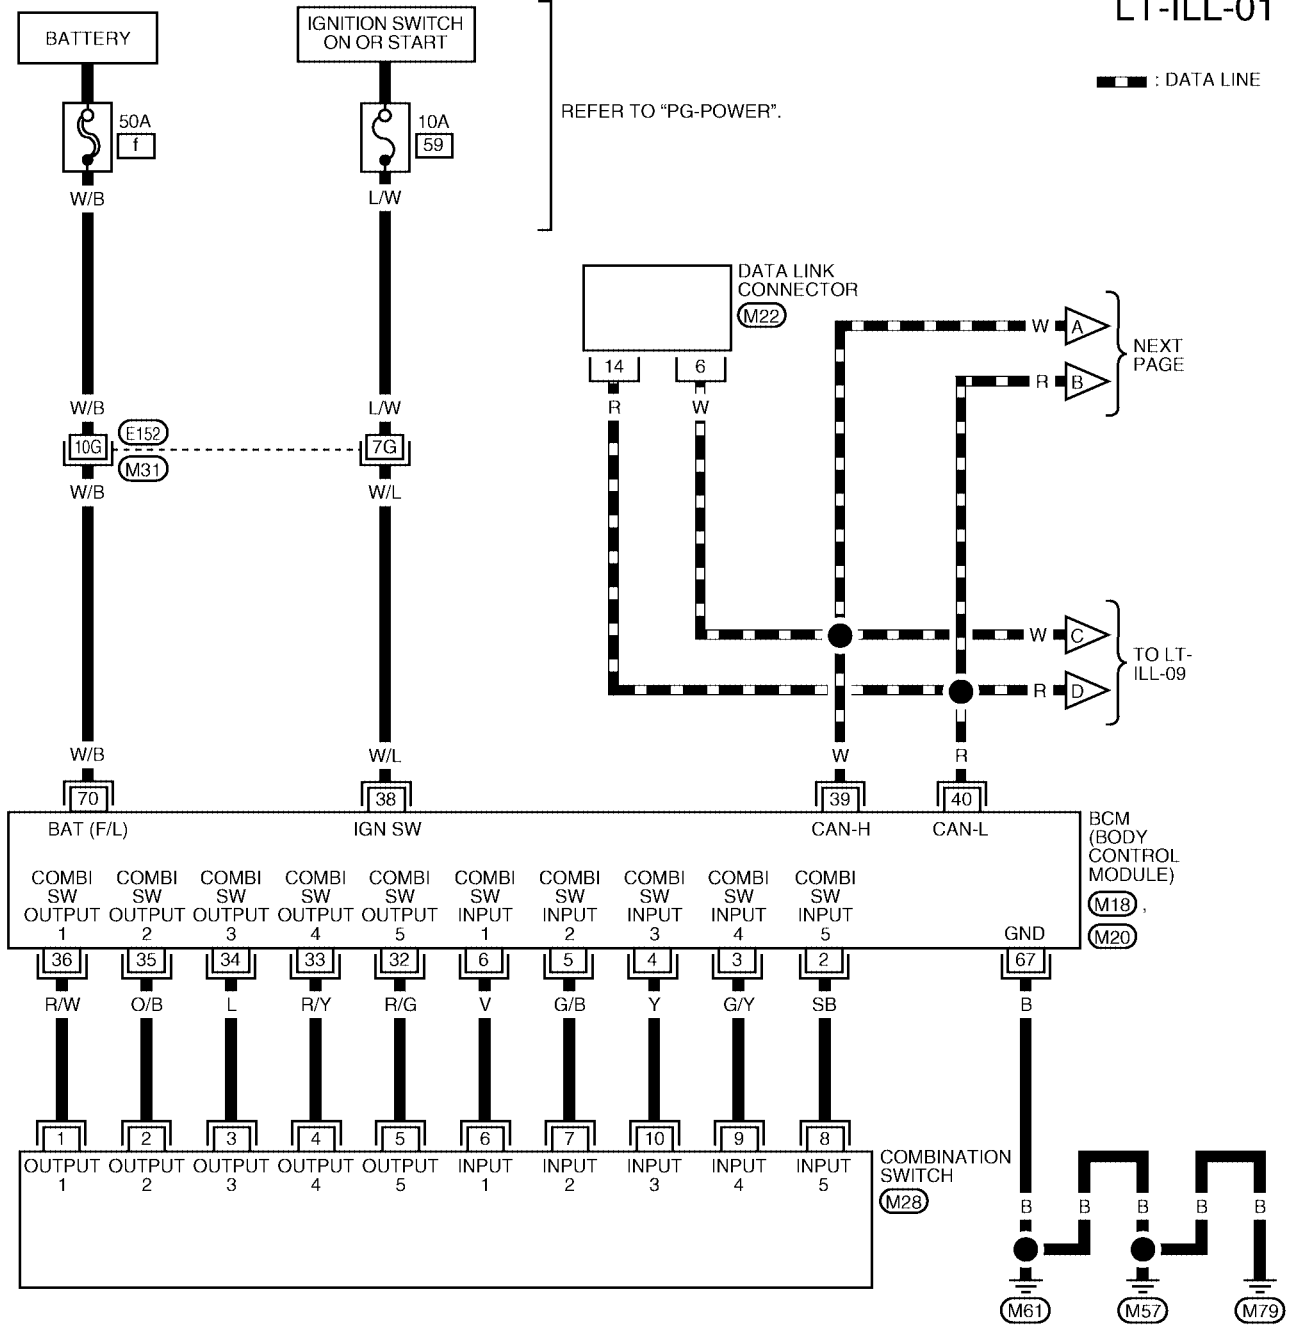 LT-ILL-01
BATTERY
IGNITION SWITCH
ON OR START
: DATA LINE
50A
f
10A
59
REFER TO “PG-POWER”.
W/B
L/W
DATA LINK
CONNECTOR
M22
14
6
R
W
W
A
R
B
NEXT
PAGE
W/B
L/W
10G
E152
M31
7G
W/B
W/L
W
C
R
D
TO LT-
ILL-09
W/B
W/L
W
R
70
38
39
40
BAT (F/L)
IGN SW
CAN-H
CAN-L
BCM
(BODY
CONTROL
MODULE)
M18 ,
M20
COMBI
SW
OUTPUT
1
COMBI
SW
OUTPUT
2
COMBI
SW
OUTPUT
3
COMBI
SW
OUTPUT
4
COMBI
SW
OUTPUT
5
COMBI
SW
INPUT
1
COMBI
SW
INPUT
2
COMBI
SW
INPUT
3
COMBI
SW
INPUT
4
COMBI
SW
INPUT
5
GND
36
35
34
33
32
6
5
4
3
2
67
R/W
O/B
L
R/Y
R/G
V
G/B
Y
G/Y
SB
B
1
2
3
4
5
6
7
10
9
8
OUTPUT
1
OUTPUT
2
OUTPUT
3
OUTPUT
4
OUTPUT
5
INPUT
1
INPUT
2
INPUT
3
INPUT
4
INPUT
5
COMBINATION
SWITCH
M28
B
B
B
B
B
M61
M57
M79